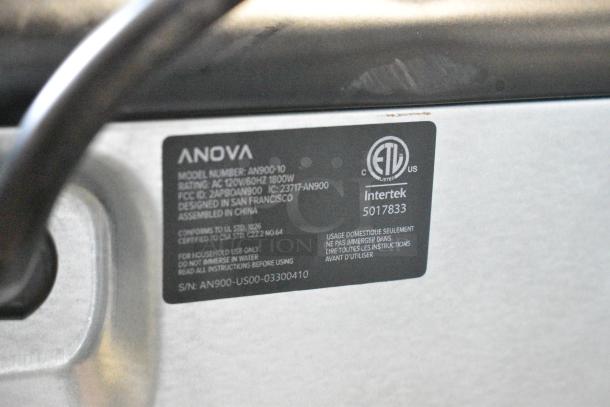 ANOVA
MODEL NUMBER: AN900-10
RATING: AC 120V/60HZ 1800W
FCC ID: 2APBOAN900 IC: 23717-AN900
DESIGNED IN SAN FRANCISCO
ASSEMBLED IN CHINA
CONFORMS TO UL STD. 1026
CERTIFIED TO CSA STD. C22.2 NO.64
FOR HOUSEHOLD USE ONLY
DO NOT IMMERSE IN WATER
READ ALL INSTRUCTIONS BEFORE USING
S/N: AN900-US00-03300410
C ETL US
LISTED
Intertek
5017833
USAGE DOMESTIQUE SEULEMENT
NE PAS IMMERGER DANS
LIRE TOUTES LES INSTRUCTIONS
AVANT D'UTILISER